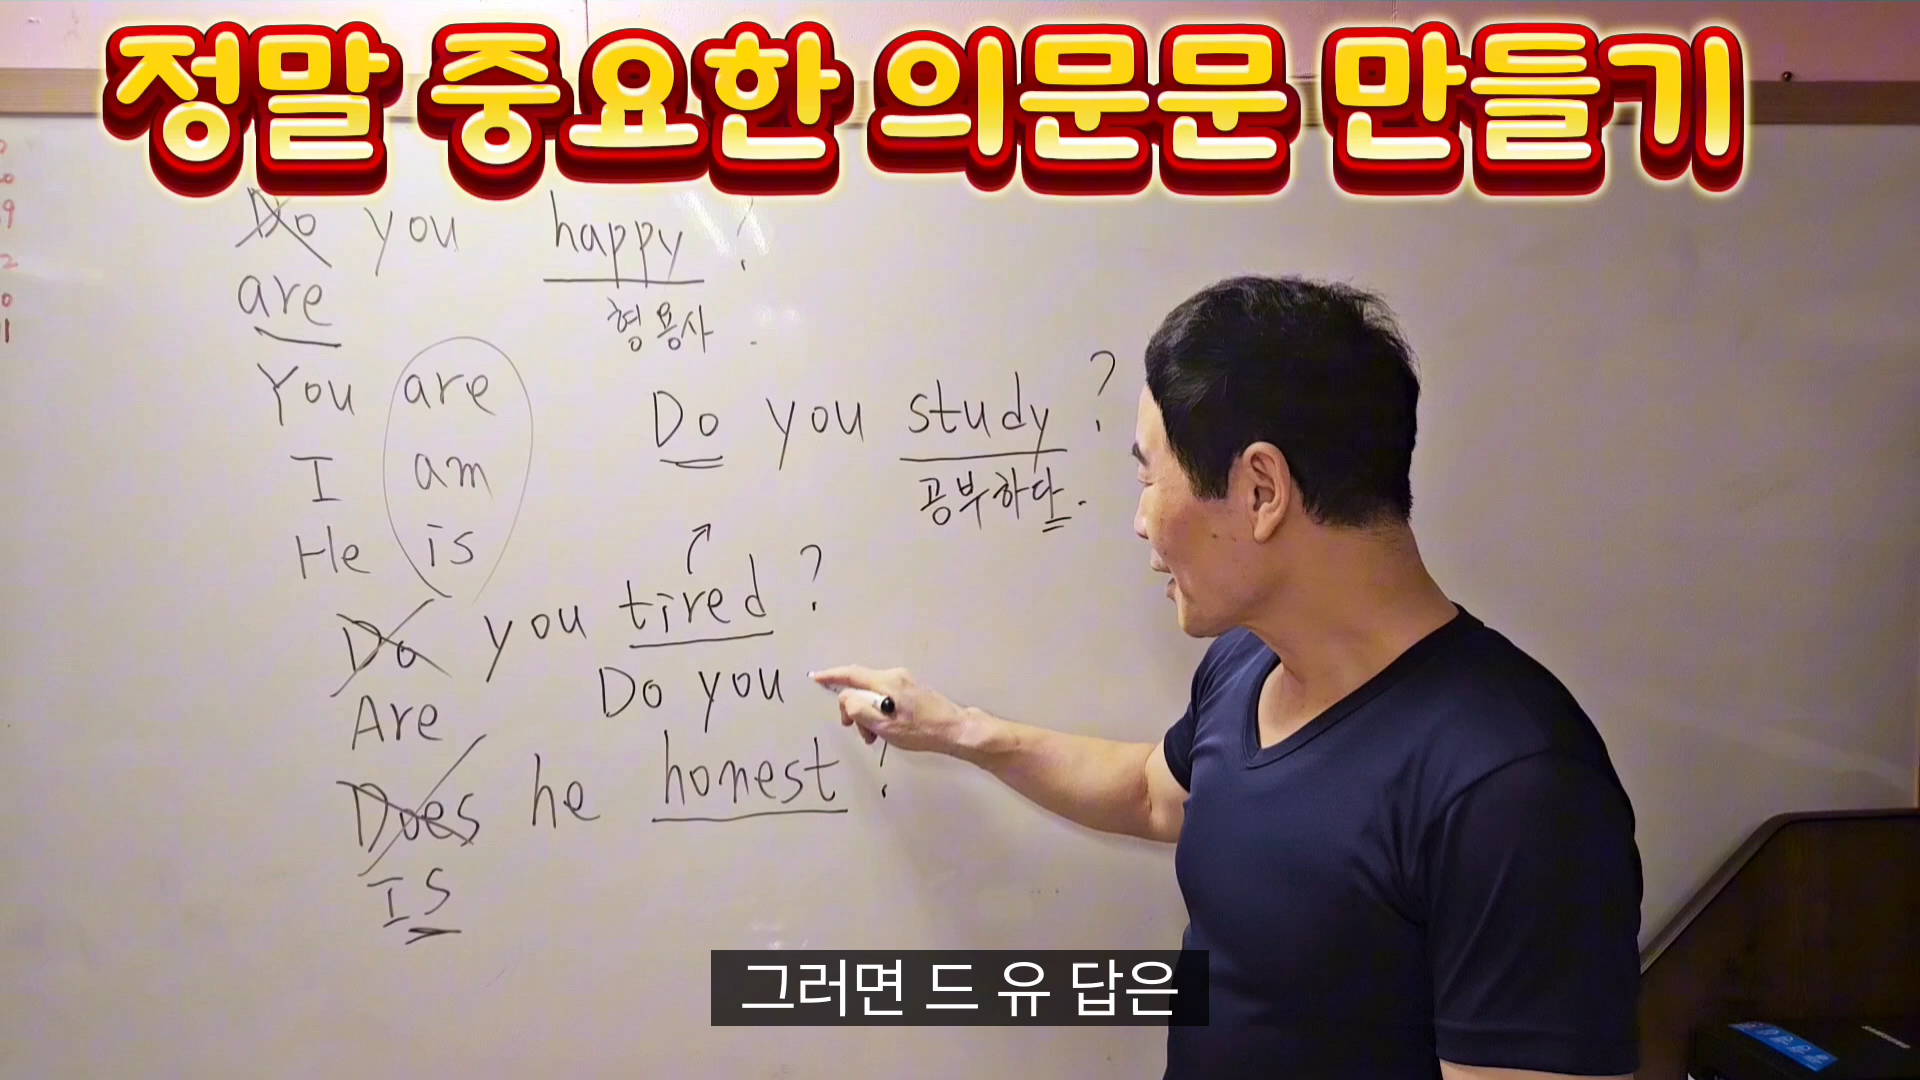 정말 중요한 의문문 만들기
Do you happy ?
are
형용사
You are
I am
He is
Do you study ?
공부하다.
Do you tired ?
Are
Do you
Does he honest ?
Is
그러면 드 유 답은